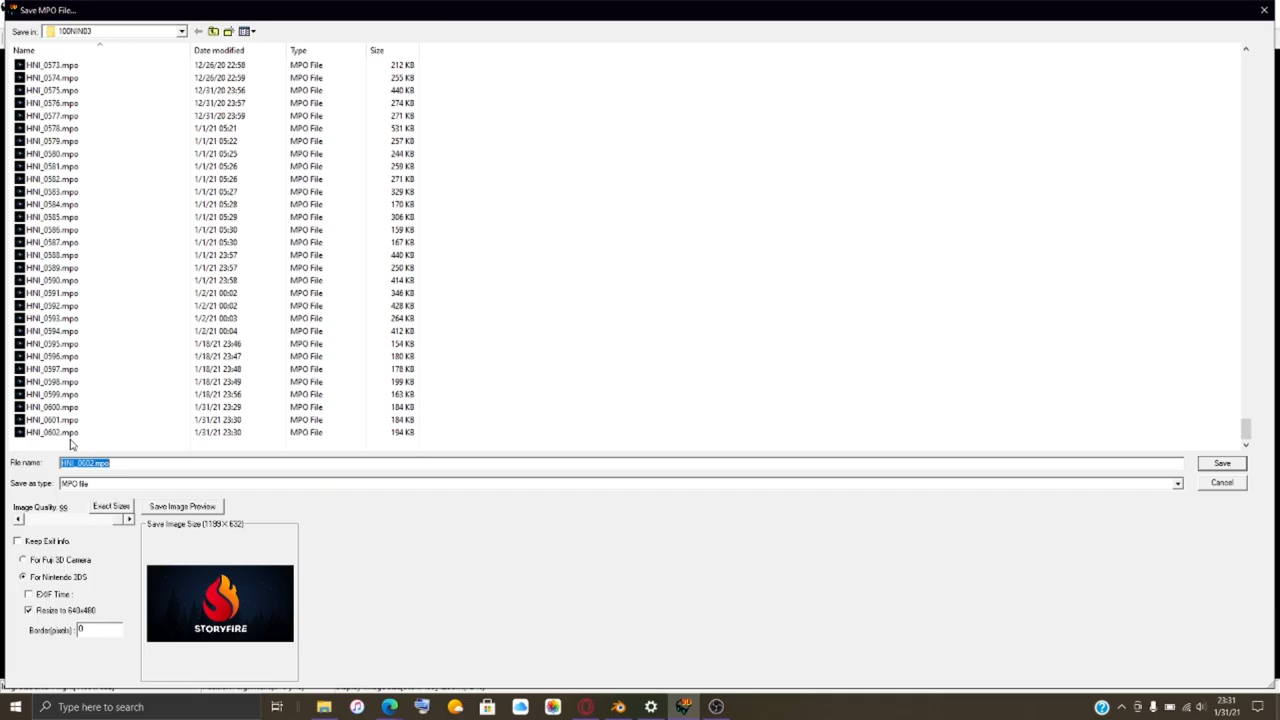 Save MPO File...
Save in: 100NIN03
Name Date modified Type Size
HNI_0573.mpo 12/26/20 22:58 MPO File 212 KB
HNI_0574.mpo 12/26/20 22:59 MPO File 255 KB
HNI_0575.mpo 12/31/20 23:56 MPO File 440 KB
HNI_0576.mpo 12/31/20 23:57 MPO File 274 KB
HNI_0577.mpo 12/31/20 23:59 MPO File 271 KB
HNI_0578.mpo 1/1/21 05:21 MPO File 531 KB
HNI_0579.mpo 1/1/21 05:22 MPO File 257 KB
HNI_0580.mpo 1/1/21 05:25 MPO File 244 KB
HNI_0581.mpo 1/1/21 05:26 MPO File 259 KB
HNI_0582.mpo 1/1/21 05:26 MPO File 271 KB
HNI_0583.mpo 1/1/21 05:27 MPO File 329 KB
HNI_0584.mpo 1/1/21 05:28 MPO File 170 KB
HNI_0585.mpo 1/1/21 05:29 MPO File 306 KB
HNI_0586.mpo 1/1/21 05:30 MPO File 159 KB
HNI_0587.mpo 1/1/21 05:30 MPO File 167 KB
HNI_0588.mpo 1/1/21 23:57 MPO File 440 KB
HNI_0589.mpo 1/1/21 23:57 MPO File 250 KB
HNI_0590.mpo 1/1/21 23:58 MPO File 414 KB
HNI_0591.mpo 1/2/21 00:02 MPO File 346 KB
HNI_0592.mpo 1/2/21 00:02 MPO File 428 KB
HNI_0593.mpo 1/2/21 00:03 MPO File 264 KB
HNI_0594.mpo 1/2/21 00:04 MPO File 412 KB
HNI_0595.mpo 1/18/21 23:46 MPO File 154 KB
HNI_0596.mpo 1/18/21 23:47 MPO File 180 KB
HNI_0597.mpo 1/18/21 23:48 MPO File 178 KB
HNI_0598.mpo 1/18/21 23:49 MPO File 199 KB
HNI_0599.mpo 1/18/21 23:56 MPO File 163 KB
HNI_0600.mpo 1/31/21 23:29 MPO File 184 KB
HNI_0601.mpo 1/31/21 23:30 MPO File 184 KB
HNI_0602.mpo 1/31/21 23:30 MPO File 194 KB
File name: HNI_0602.mpo Save
Save as type: MPO file Cancel
Image Quality: 99 Exact Sizes Save Image Preview
Save Image Size (1199 × 632)
Keep Exif info.
For Fuji 3D Camera
For Nintendo 3DS
EXIF Time :
Resize to 640x480
Border(pixels) : 0
STORYFIRE
Type here to search
23:31
1/31/21